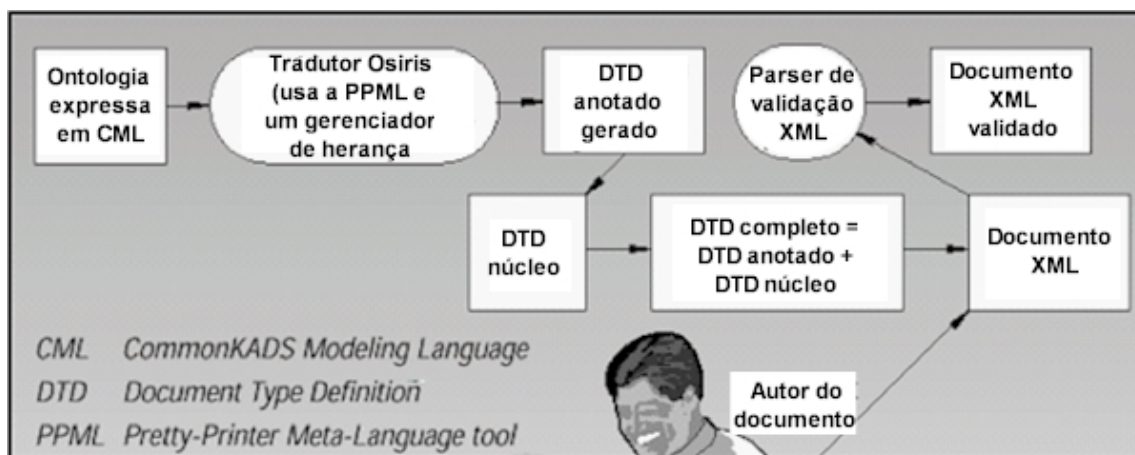 Ontologia
expressa
em CML
Tradutor Osiris
(usa a PPML e
um gerenciador
de herança
DTD
anotado
gerado
Parser de
validação
XML
Documento
XML
validado
DTD
núcleo
DTD completo =
DTD anotado +
DTD núcleo
Documento
XML
CML CommonKADS Modeling Language
DTD Document Type Definition
PPML Pretty-Printer Meta-Language tool
Autor do
documento